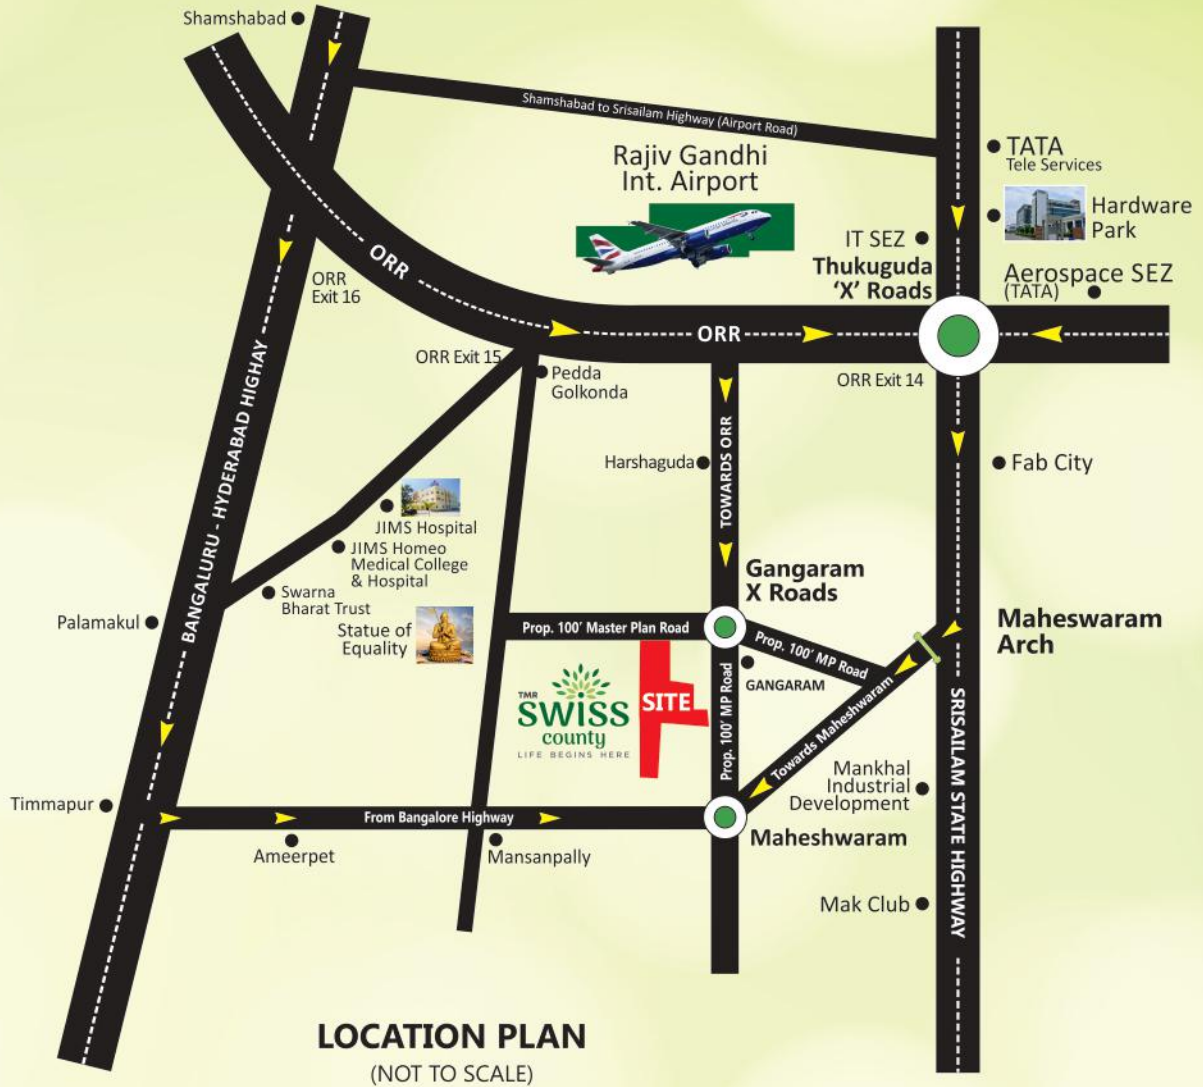 Shamshabad
Shamshabad to Srisailam Highway (Airport Road)
TATA
Tele Services
Rajiv Gandhi
Int. Airport
Hardware
Park
IT SEZ
Thukuguda
‘X’ Roads
Aerospace SEZ
(TATA)
ORR
ORR
Exit 16
ORR
ORR Exit 15
ORR Exit 14
Pedda
Golkonda
BANGALURU - HYDERABAD HIGHAY
Harshaguda
TOWARDS ORR
Fab City
JIMS Hospital
JIMS Homeo
Medical College
& Hospital
Swarna
Bharat Trust
Gangaram
X Roads
Palamakul
Statue of
Equality
Prop. 100’ Master Plan Road
Prop. 100’ MP Road
Maheswaram
Arch
GANGARAM
TMR
SWISS
county
LIFE BEGINS HERE
SITE
Prop. 100’ MP Road
Towards Maheshwaram
SRISAILAM STATE HIGHWAY
Mankhal
Industrial
Development
Timmapur
From Bangalore Highway
Ameerpet
Mansanpally
Maheshwaram
Mak Club
LOCATION PLAN
(NOT TO SCALE)